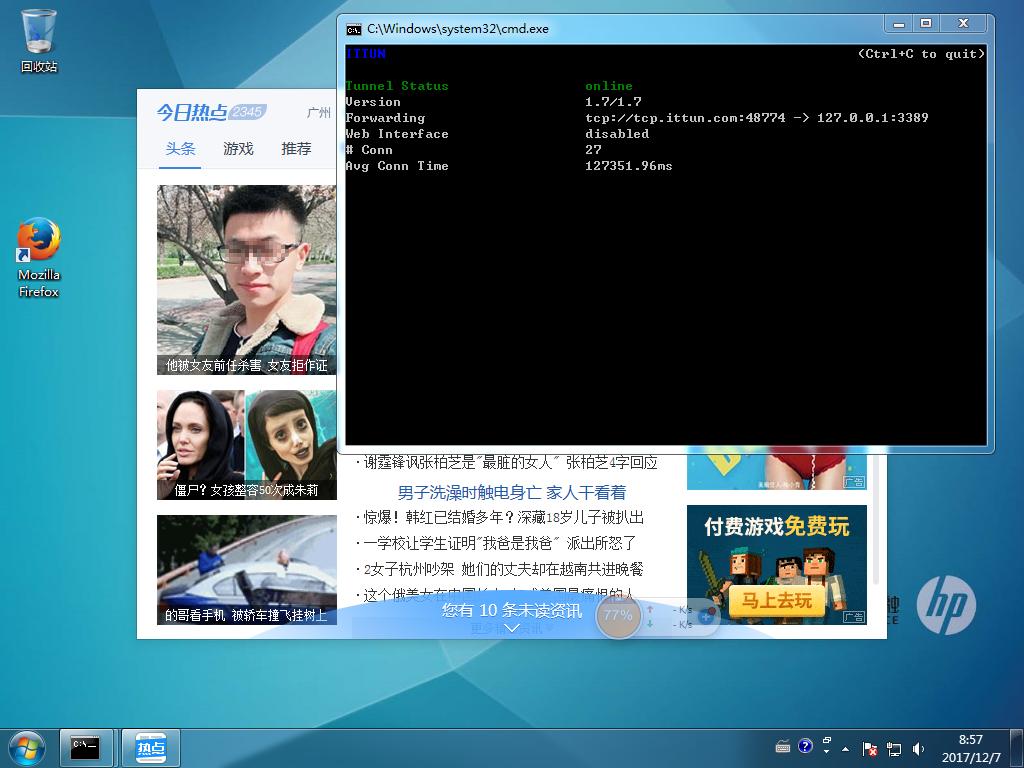 回收站
Mozilla
Firefox
C:\Windows\system32\cmd.exe
iTTUN
(Ctrl+C to quit)
Tunnel Status online
Version 1.7/1.7
Forwarding tcp://tcp.ittun.com:48774 -> 127.0.0.1:3389
Web Interface disabled
# Conn 27
Avg Conn Time 127351.96ms
今日热点 2345
广州
头条 游戏 推荐
他被女友前任杀害 女友拒作证
僵尸？女孩整容50次成朱莉
的哥看手机 被轿车撞飞挂树上
·谢霆锋讽张柏芝是"最脏的女人" 张柏芝4字回应
男子洗澡时触电身亡 家人干看着
·惊爆！韩红已结婚多年？深藏18岁儿子被扒出
·一学校让学生证明"我爸是我爸" 派出所怒了
·2女子杭州吵架 她们的丈夫却在越南共进晚餐
·这个俄美女在中国
您有 10 条未读资讯
77%
- K/s
- K/s
广告
付费游戏免费玩
马上去玩
广告
hp
C:\_
热点
8:57
2017/12/7